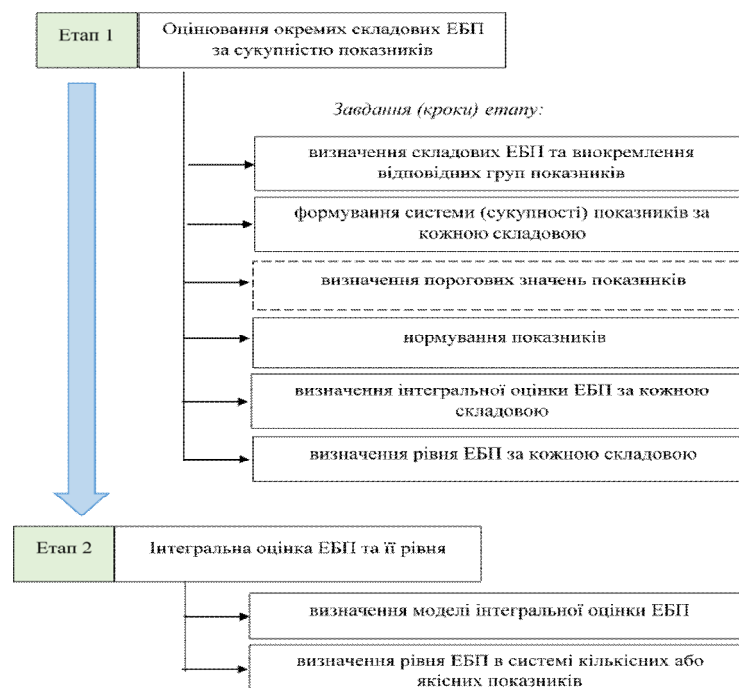 Етап 1
Оцінювання окремих складових ЕБП
за сукупністю показників
Завдання (кроки) етапу:
визначення складових ЕБП та виокремлення
відповідних груп показників
формування системи (сукупності) показників за
кожною складовою
визначення порогових значень показників
нормування показників
визначення інтегральної оцінки ЕБП за кожною
складовою
визначення рівня ЕБП за кожною складовою
Етап 2
Інтегральна оцінка ЕБП та її рівня
визначення моделі інтегральної оцінки ЕБП
визначення рівня ЕБП в системі кількісних або
якісних показників